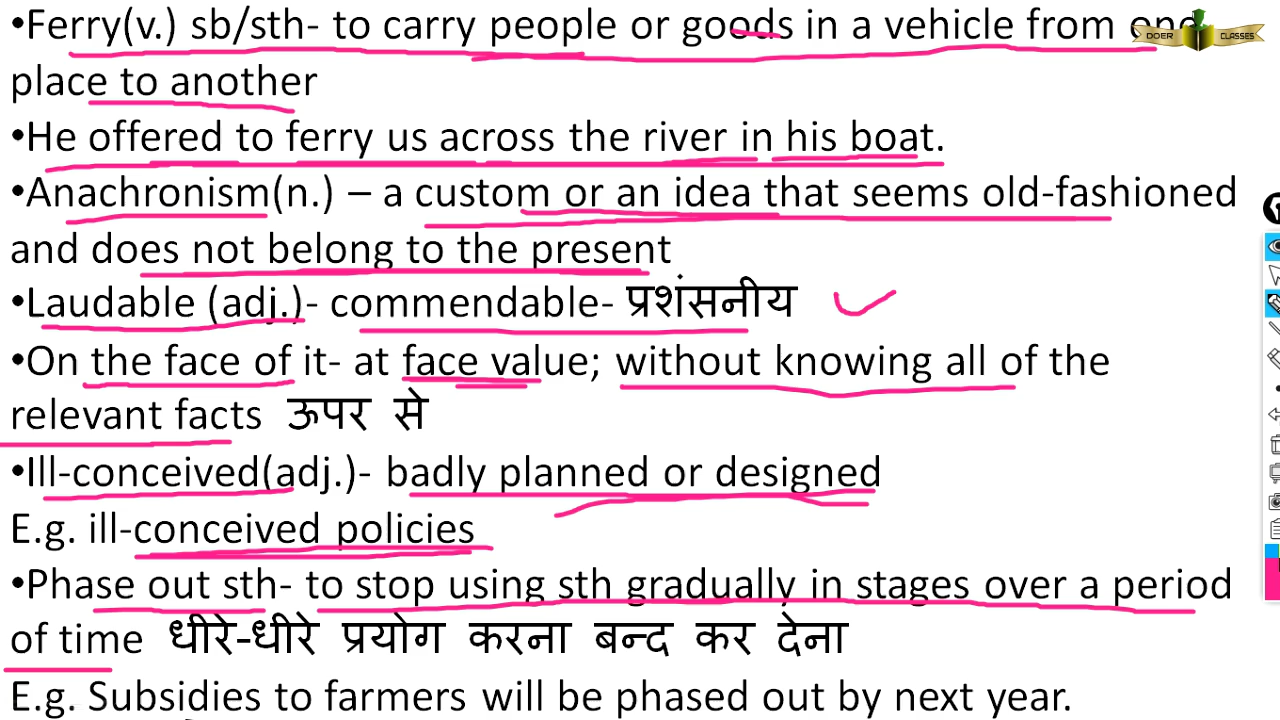 •Ferry(v.) sb/sth- to carry people or goods in a vehicle from one
DOER CLASSES
place to another
•He offered to ferry us across the river in his boat.
•Anachronism(n.) – a custom or an idea that seems old-fashioned
and does not belong to the present
•Laudable (adj.)- commendable- प्रशंसनीय
•On the face of it- at face value; without knowing all of the
relevant facts ऊपर से
•Ill-conceived(adj.)- badly planned or designed
E.g. ill-conceived policies
•Phase out sth- to stop using sth gradually in stages over a period
of time धीरे-धीरे प्रयोग करना बन्द कर देना
E.g. Subsidies to farmers will be phased out by next year.